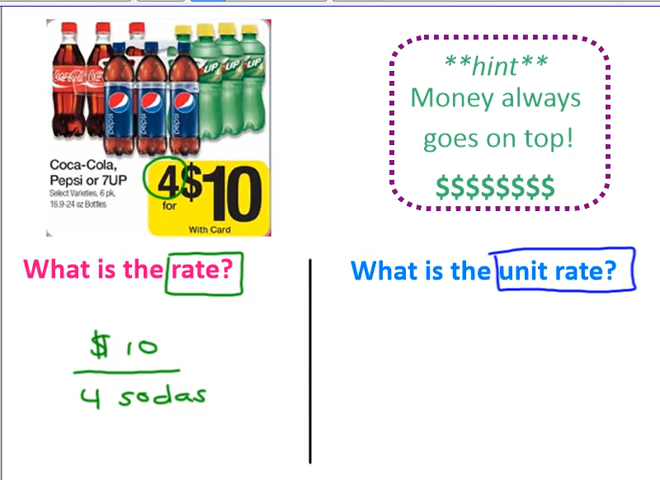 Coca-Cola,
Pepsi or 7UP
Select Varieties, 6 pk,
16.9-24 oz Bottles
4 for $10
With Card
**hint**
Money always
goes on top!
$$$$$$$$
What is the rate?
$ 10
4 sodas
What is the unit rate?